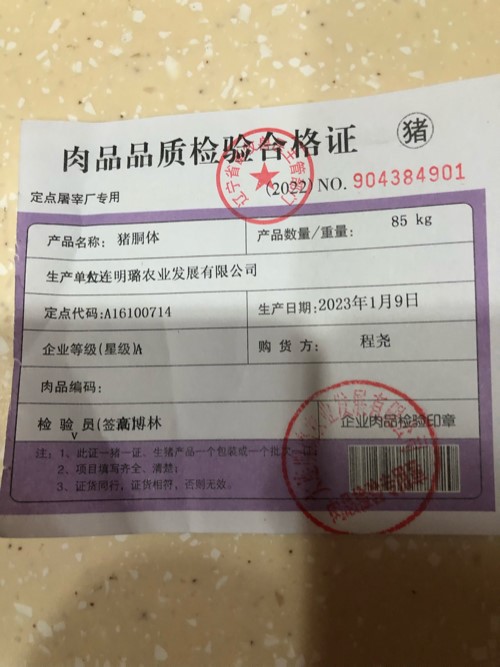 肉品品质检验合格证 猪
定点屠宰厂专用 (2022) NO. 904384901
产品名称: 猪胴体 产品数量/重量: 85 kg
生产单位大连明璐农业发展有限公司
定点代码:A16100714 生产日期:2023年1月9日
企业等级(星级)A 购 货 方: 程尧
肉品编码:
检 验 员(签高博林 企业肉品检验印章
注: 1、此证一猪一证、生猪产品一个包装或一个批次一
2、项目填写齐全、清楚;
3、证货同行,证货相符,否则无效。